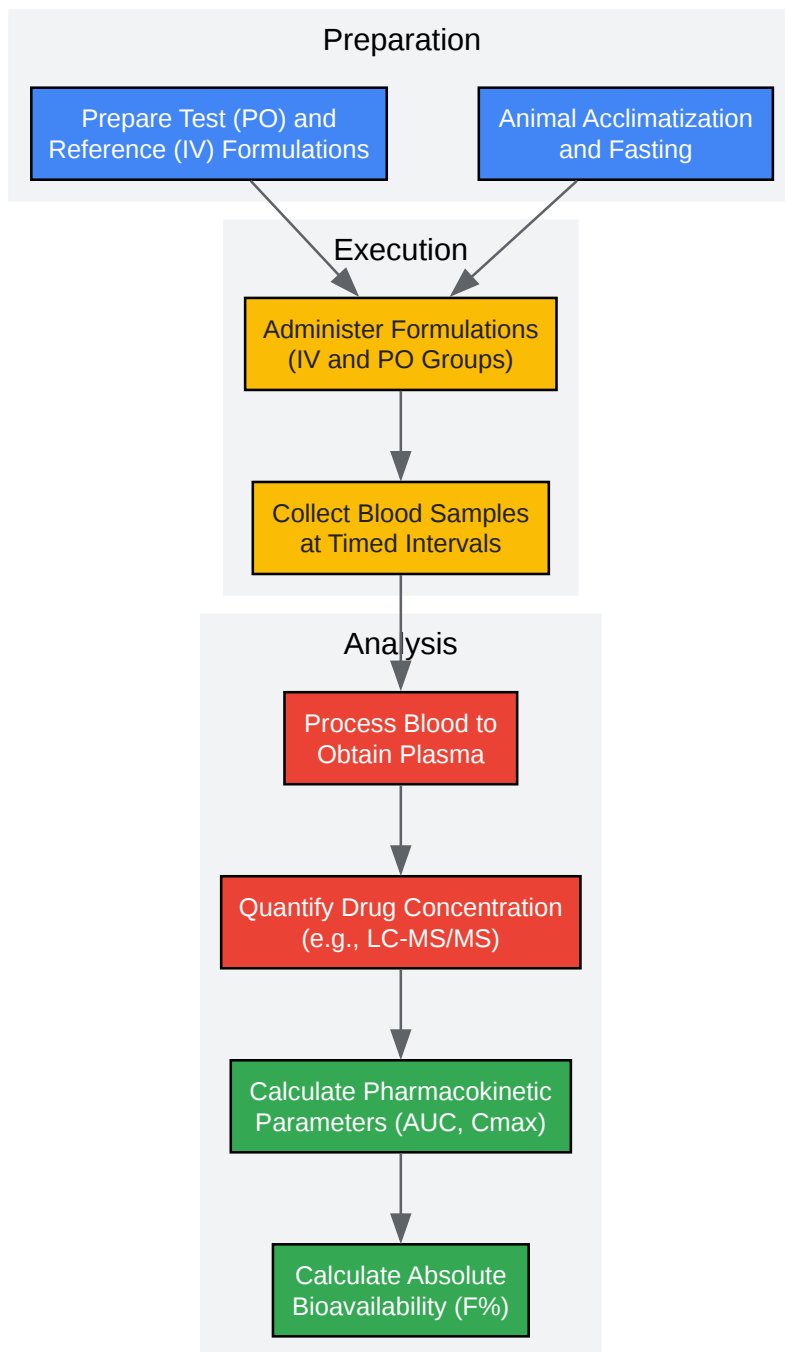 Preparation
Prepare Test (PO) and
Reference (IV) Formulations
Animal Acclimatization
and Fasting
Execution
Administer Formulations
(IV and PO Groups)
Collect Blood Samples
at Timed Intervals
Analysis
Process Blood to
Obtain Plasma
Quantify Drug Concentration
(e.g., LC-MS/MS)
Calculate Pharmacokinetic
Parameters (AUC, Cmax)
Calculate Absolute
Bioavailability (F%)